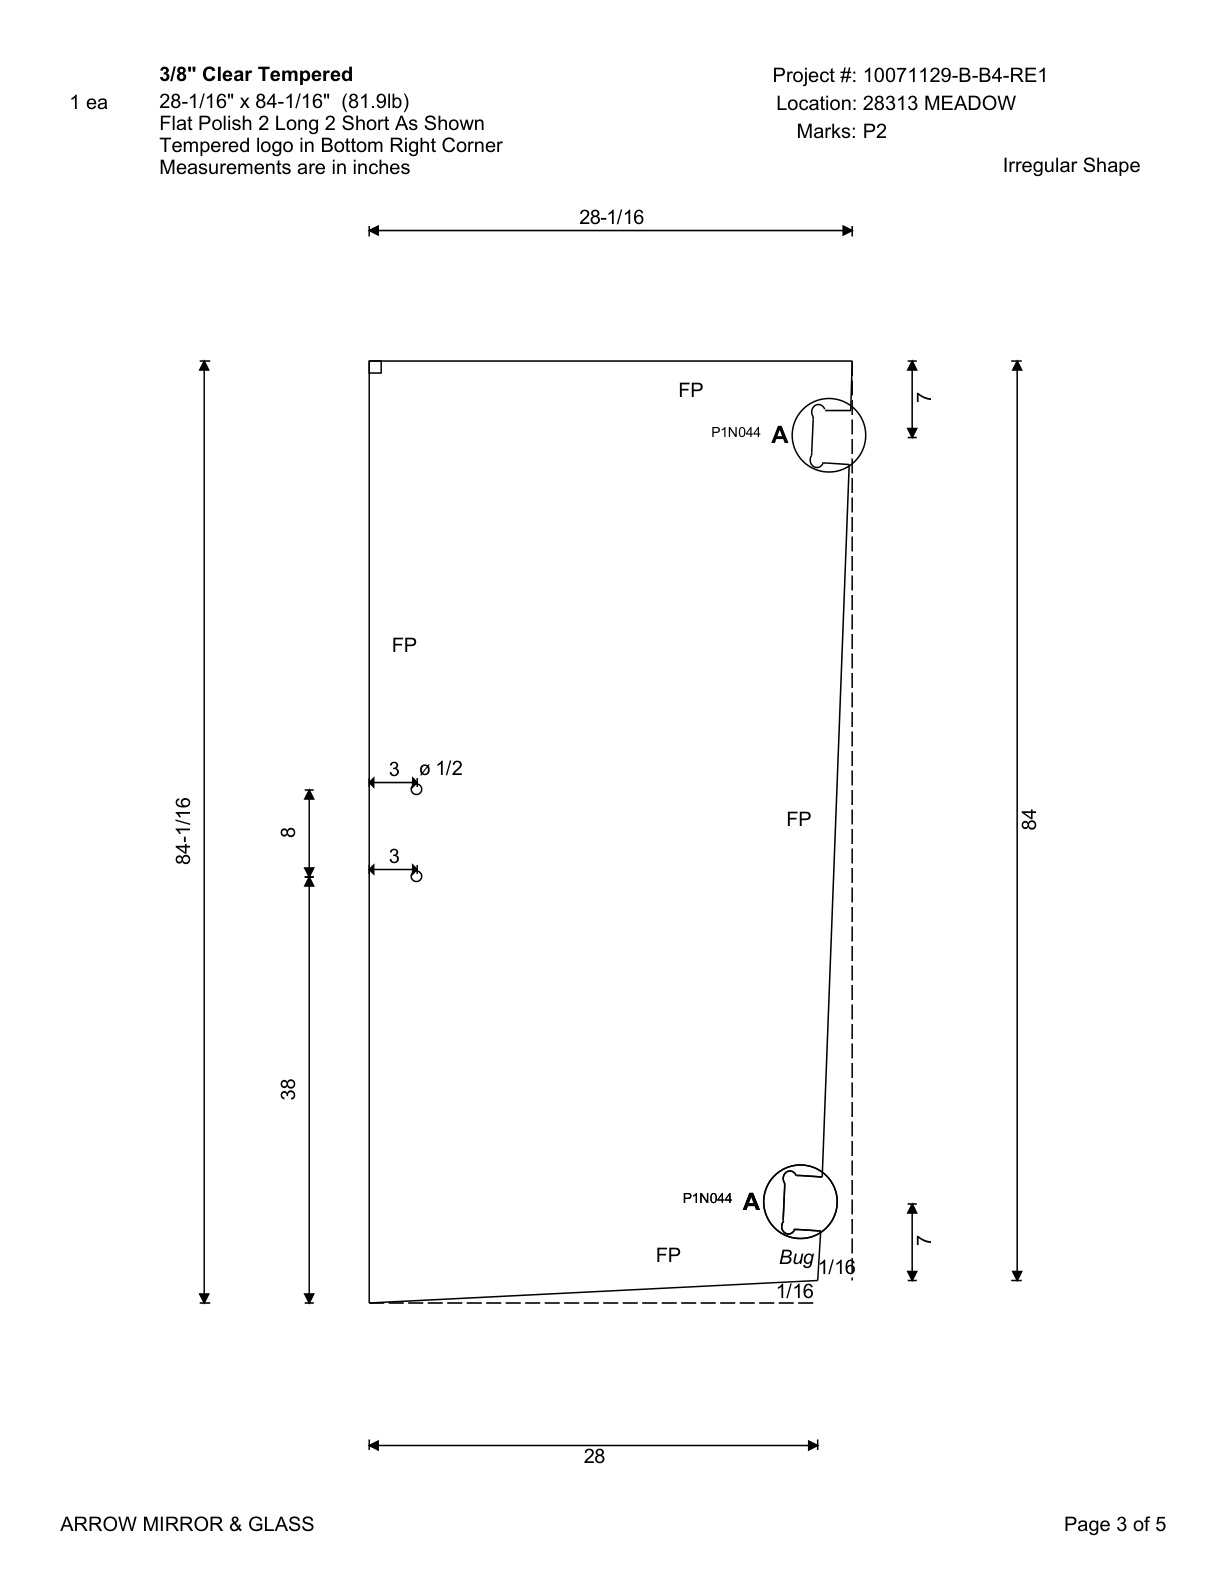 3/8" Clear Tempered
Project #: 10071129-B-B4-RE1
1 ea
28-1/16" x 84-1/16" (81.9lb)
Location: 28313 MEADOW
Flat Polish 2 Long 2 Short As Shown
Marks: P2
Tempered logo in Bottom Right Corner
Measurements are in inches
Irregular Shape
28-1/16
FP
7
P1N044 A
FP
3
ø 1/2
84-1/16
8
FP
84
3
38
P1N044 A
7
FP
Bug
1/16
1/16
28
ARROW MIRROR & GLASS
Page 3 of 5